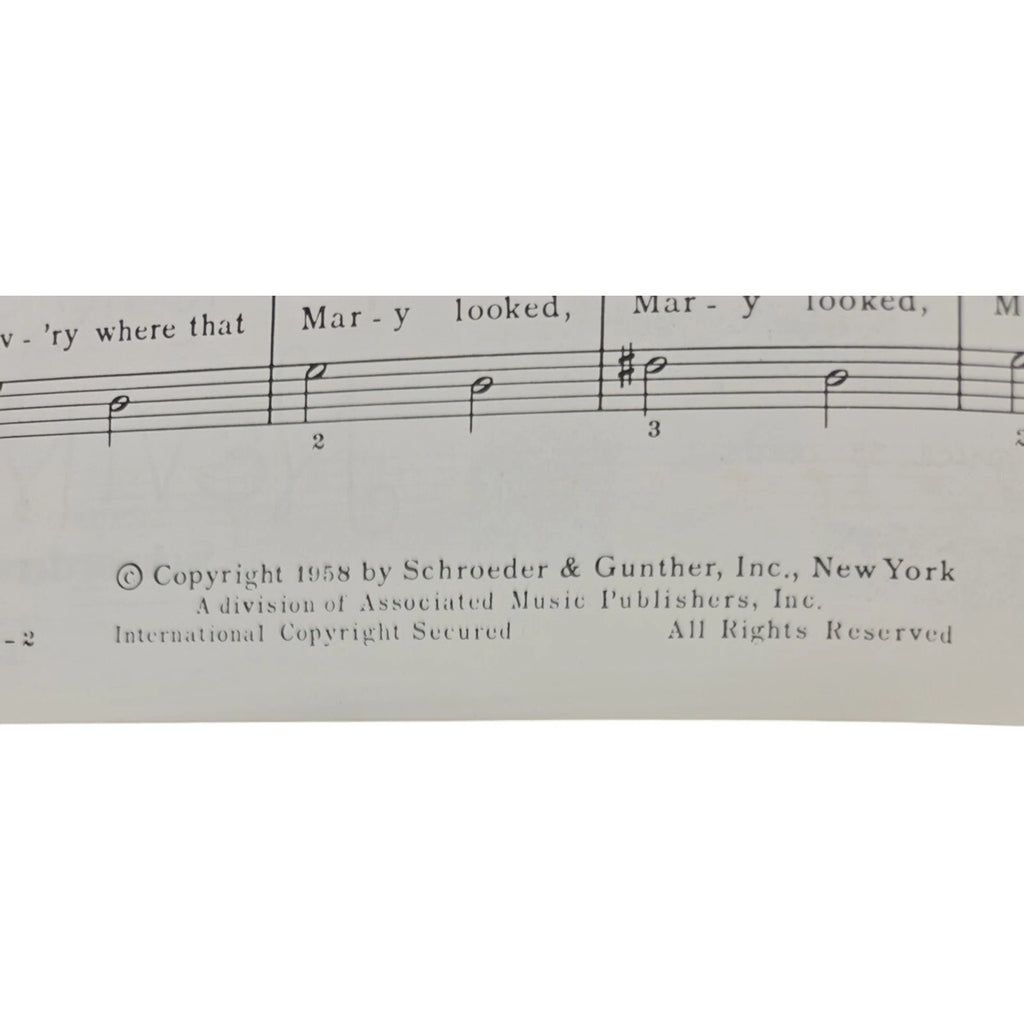 v - 'ry where that Mar - y looked, Mar - y looked, M
2 3
© Copyright 1958 by Schroeder & Gunther, Inc., New York
A division of Associated Music Publishers, Inc.
- 2 International Copyright Secured All Rights Reserved